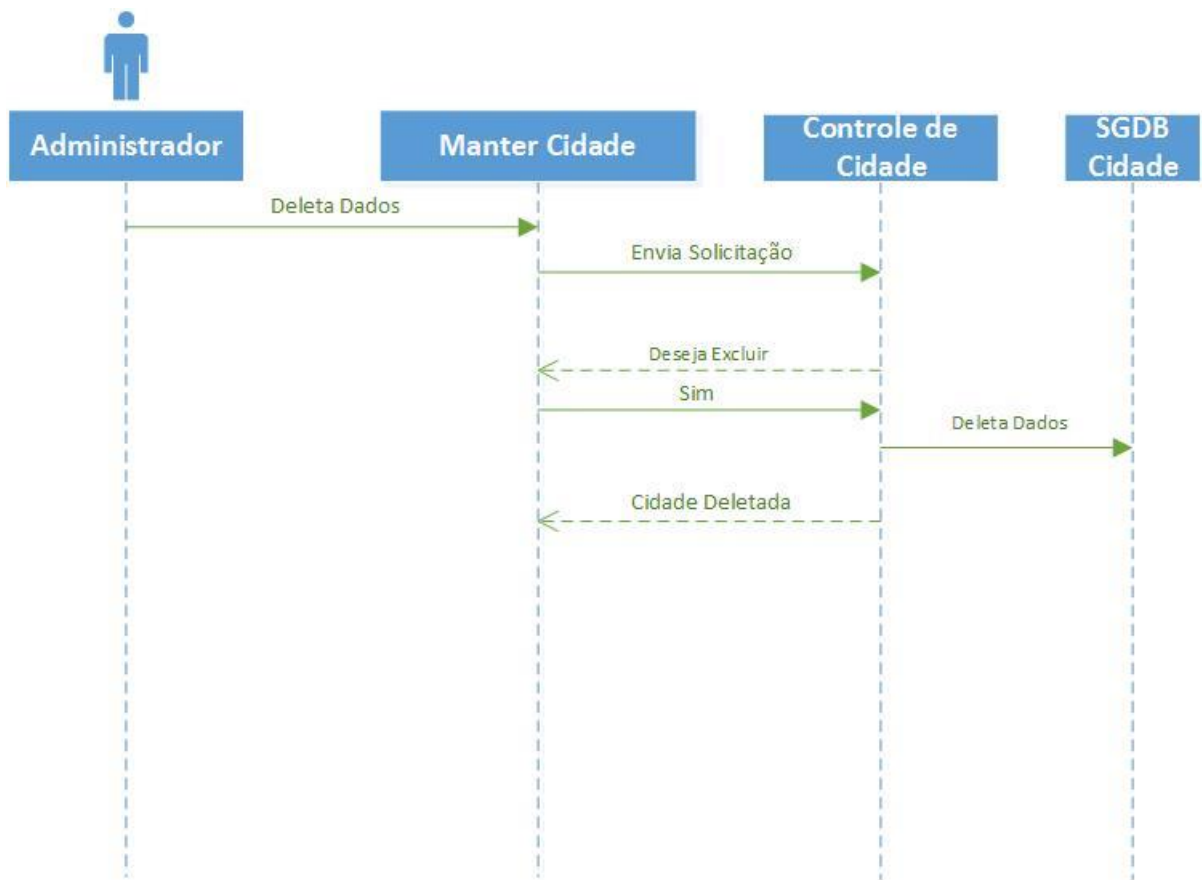 Administrador
Manter Cidade
Controle de
Cidade
SGDB
Cidade
Deleta Dados
Envia Solicitação
Deseja Excluir
Sim
Deleta Dados
Cidade Deletada